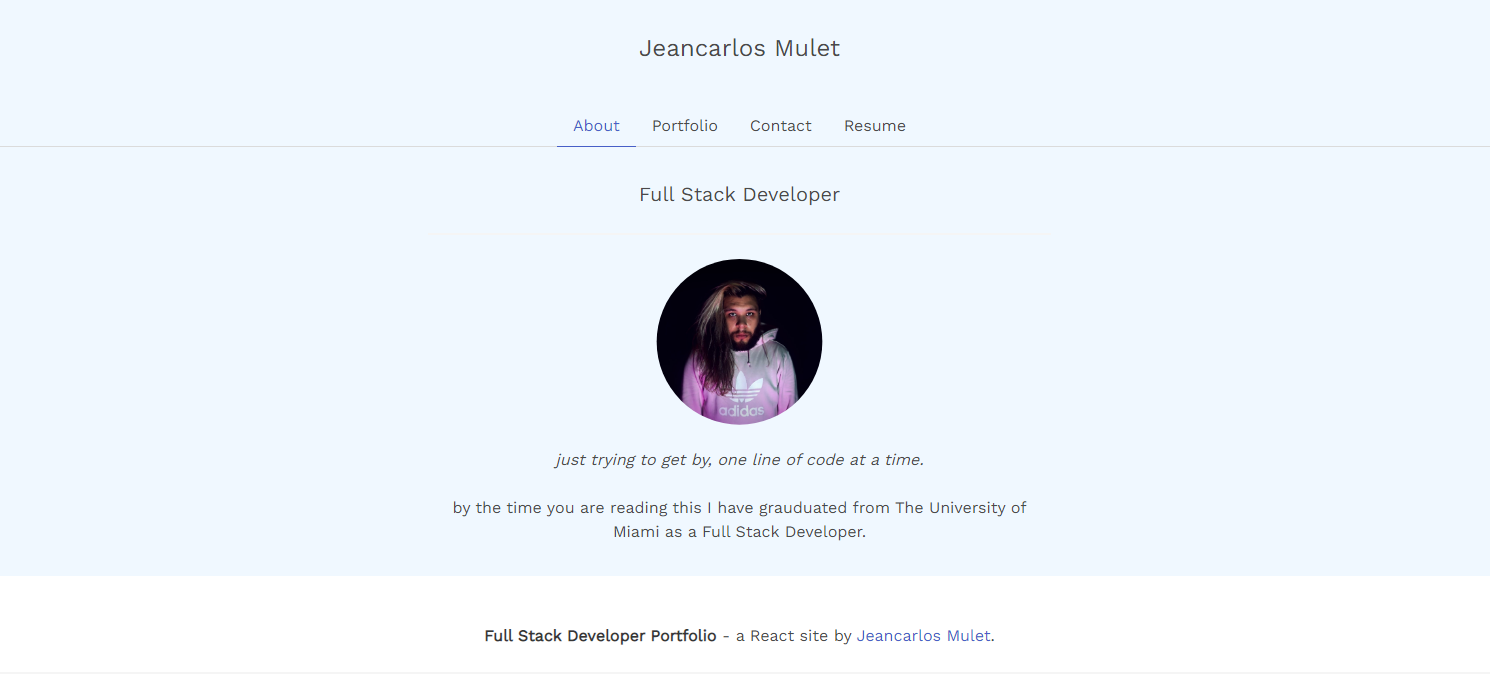 Jeancarlos Mulet
About Portfolio Contact Resume
Full Stack Developer
adidas
just trying to get by, one line of code at a time.
by the time you are reading this I have grauduated from The University of
Miami as a Full Stack Developer.
Full Stack Developer Portfolio - a React site by Jeancarlos Mulet.